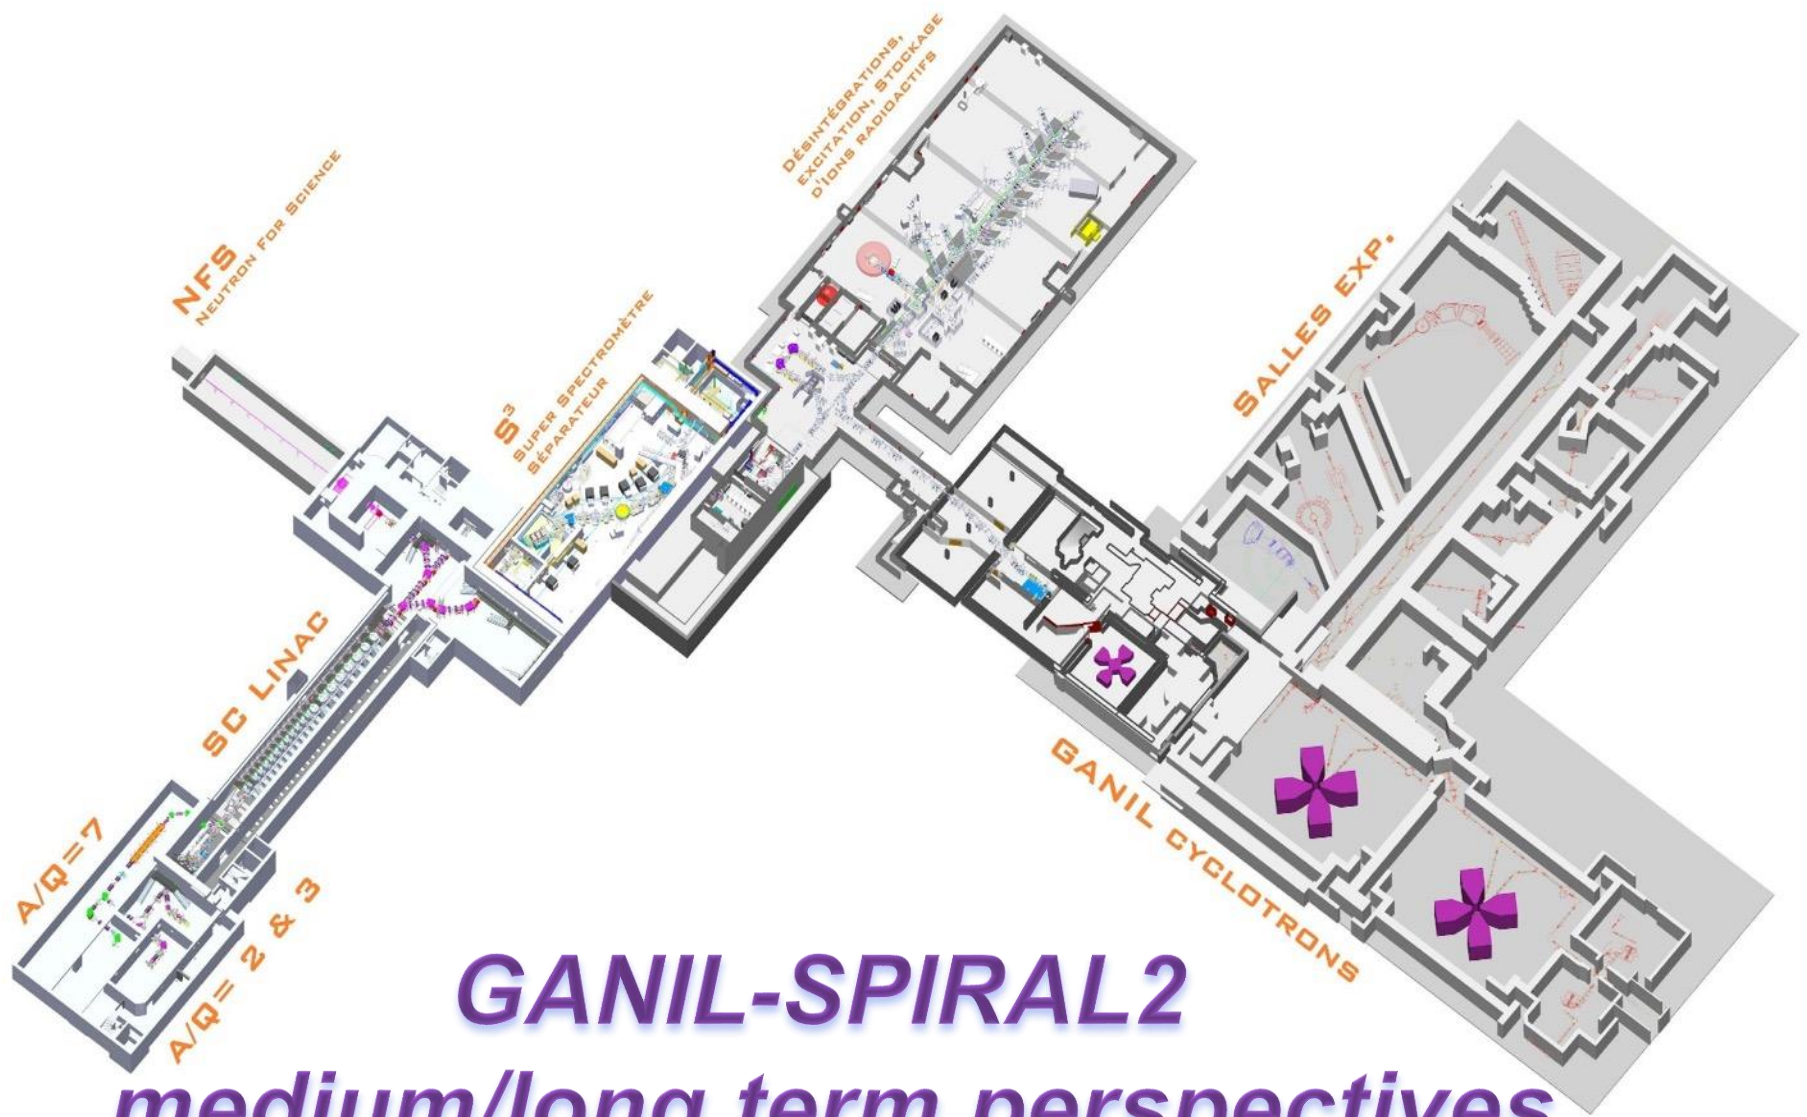 DÉSINTÉGRATIONS,
EXCITATION, STOCKAGE
D'IONS RADIOACTIFS
NFS
NEUTRON FOR SCIENCE
S³
SUPER SPECTROMÈTRE
SÉPARATEUR
SALLES EXP.
SC LINAC
GANIL CYCLOTRONS
A/Q=7
A/Q= 2 & 3
GANIL-SPIRAL2
medium/long term perspectives